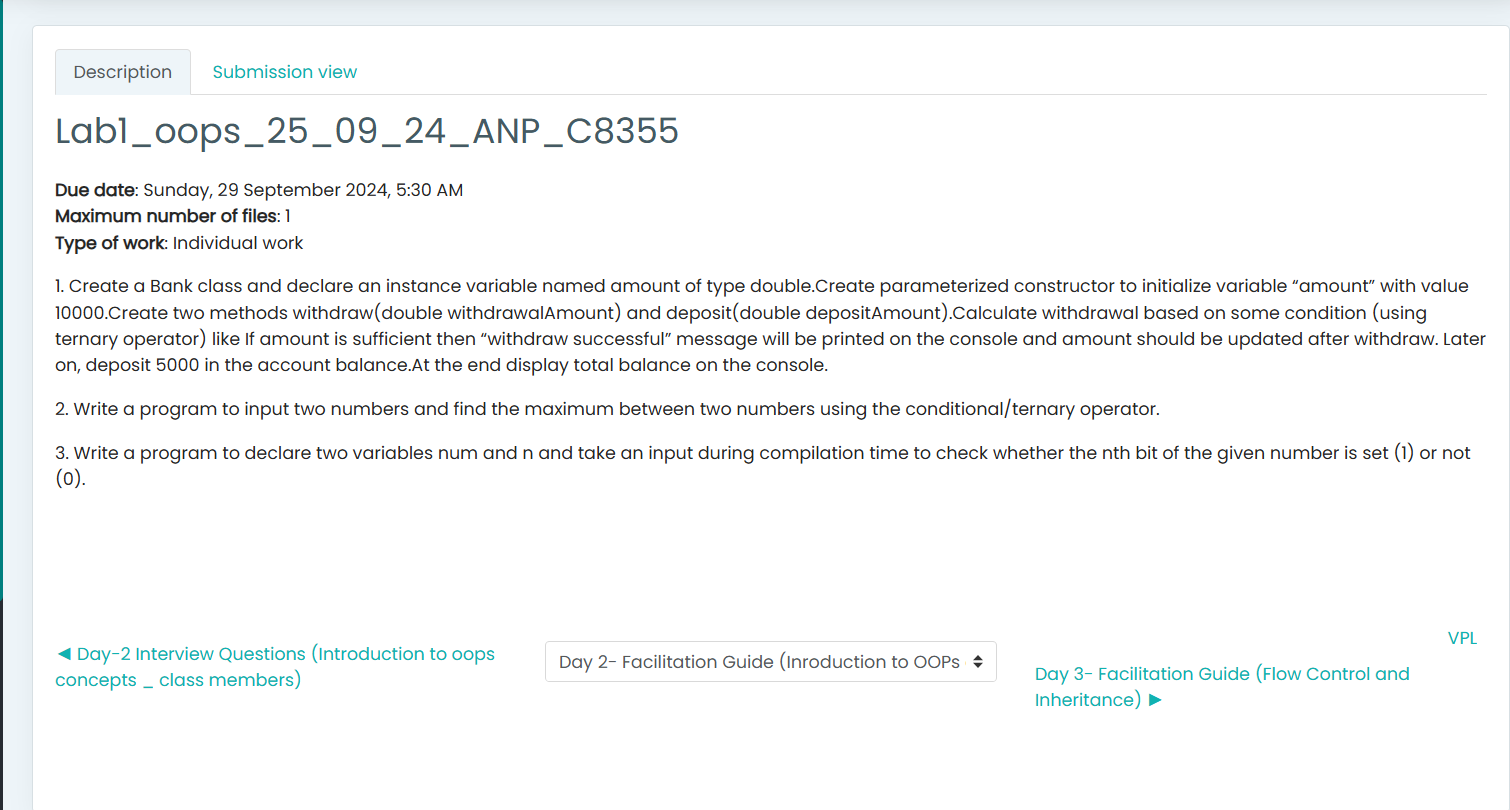 Description
Submission view
Lab1_oops_25_09_24_ANP_C8355
Due date: Sunday, 29 September 2024, 5:30 AM
Maximum number of files: 1
Type of work: Individual work
1. Create a Bank class and declare an instance variable named amount of type double.Create parameterized constructor to initialize variable “amount” with value
10000.Create two methods withdraw(double withdrawalAmount) and deposit(double depositAmount).Calculate withdrawal based on some condition (using
ternary operator) like If amount is sufficient then “withdraw successful” message will be printed on the console and amount should be updated after withdraw. Later
on, deposit 5000 in the account balance.At the end display total balance on the console.
2. Write a program to input two numbers and find the maximum between two numbers using the conditional/ternary operator.
3. Write a program to declare two variables num and n and take an input during compilation time to check whether the nth bit of the given number is set (1) or not
(0).
VPL
◀ Day-2 Interview Questions (Introduction to oops
concepts _ class members)
Day 2- Facilitation Guide (Inroduction to OOPs
Day 3- Facilitation Guide (Flow Control and
Inheritance) ▶